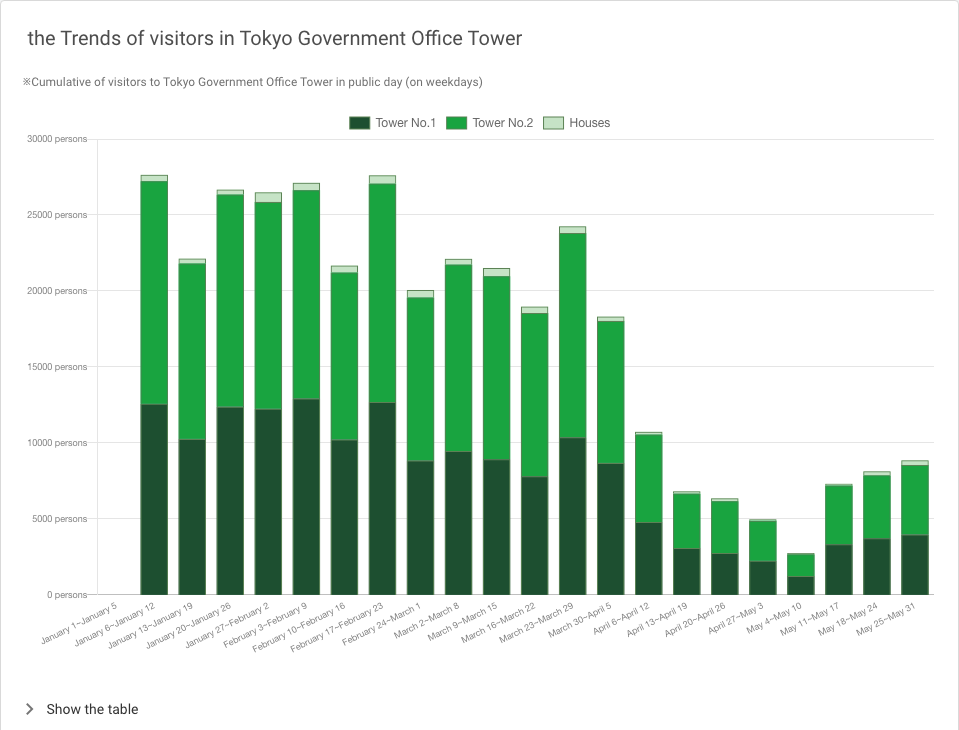 the Trends of visitors in Tokyo Government Office Tower
※Cumulative of visitors to Tokyo Government Office Tower in public day (on weekdays)
Tower No.1 Tower No.2 Houses
30000 persons
25000 persons
20000 persons
15000 persons
10000 persons
5000 persons
0 persons
January 1~January 5
January 6~January 12
January 13~January 19
January 20~January 26
January 27~February 2
February 3~February 9
February 10~February 16
February 17~February 23
February 24~March 1
March 2~March 8
March 9~March 15
March 16~March 22
March 23~March 29
March 30~April 5
April 6~April 12
April 13~April 19
April 20~April 26
April 27~May 3
May 4~May 10
May 11~May 17
May 18~May 24
May 25~May 31
Show the table